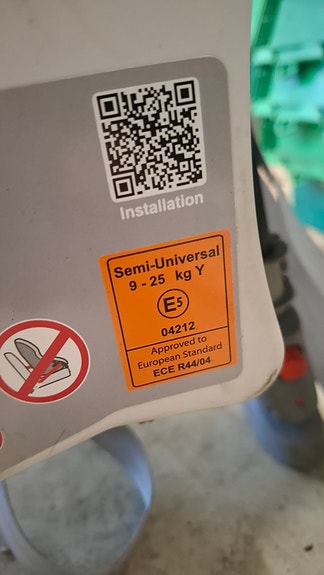 Installation
Semi-Universal
9 - 25 kg Y
E5
04212
Approved to
European Standard
ECE R44/04